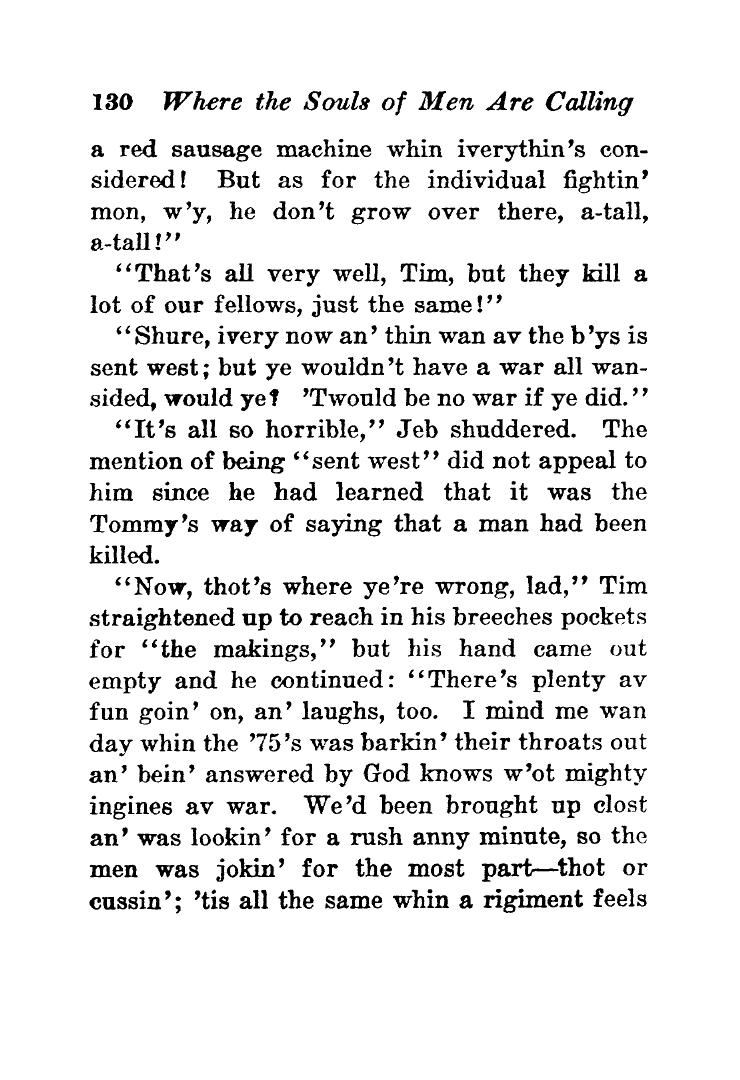 130 Where the Souls of Men Are Calling
a red sausage machine whin iverythin's con-
sidered! But as for the individual fightin'
mon, w'y, he don't grow over there, a-tall,
a-tall!"
"That's all very well, Tim, but they kill a
lot of our fellows, just the same!"
"Shure, ivery now an' thin wan av the b'ys is
sent west; but ye wouldn't have a war all wan-
sided, would ye? 'Twould be no war if ye did."
"It's all so horrible," Jeb shuddered. The
mention of being "sent west" did not appeal to
him since he had learned that it was the
Tommy's way of saying that a man had been
killed.
"Now, thot's where ye're wrong, lad," Tim
straightened up to reach in his breeches pockets
for "the makings," but his hand came out
empty and he continued: "There's plenty av
fun goin' on, an' laughs, too. I mind me wan
day whin the '75's was barkin' their throats out
an' bein' answered by God knows w'ot mighty
ingines av war. We'd been brought up clost
an' was lookin' for a rush anny minute, so the
men was jokin' for the most part—thot or
cussin'; 'tis all the same whin a rigiment feels